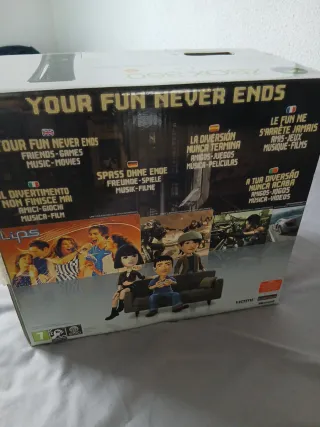 YOUR FUN NEVER ENDS
YOUR FUN NEVER ENDS
FRIENDS-GAMES
MUSIC-MOVIES
SPASS OHNE ENDE
FREUNDE-SPIELE
MUSIK-FILME
LA DIVERSIÓN
NUNCA TERMINA
AMIGOS-JUEGOS
MÚSICA-PELÍCULAS
LE FUN NE
S'ARRÊTE JAMAIS
AMIS-JEUX
MUSIQUE-FILMS
IL DIVERTIMENTO
NON FINISCE MAI
AMICI-GIOCHI
MUSICA-FILM
A TUA DIVERSÃO
NUNCA ACABA
AMIGOS-JOGOS
MÚSICA-VÍDEOS
Lips
HDMI
7